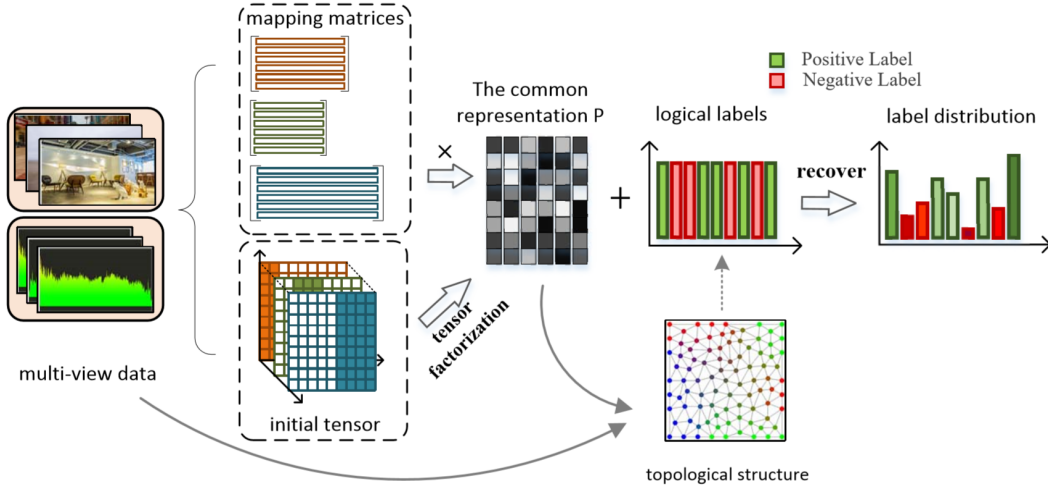 mapping matrices
Positive Label
Negative Label
The common
representation P
logical labels
label distribution
×
+
recover
tensor
factorization
multi-view data
initial tensor
topological structure